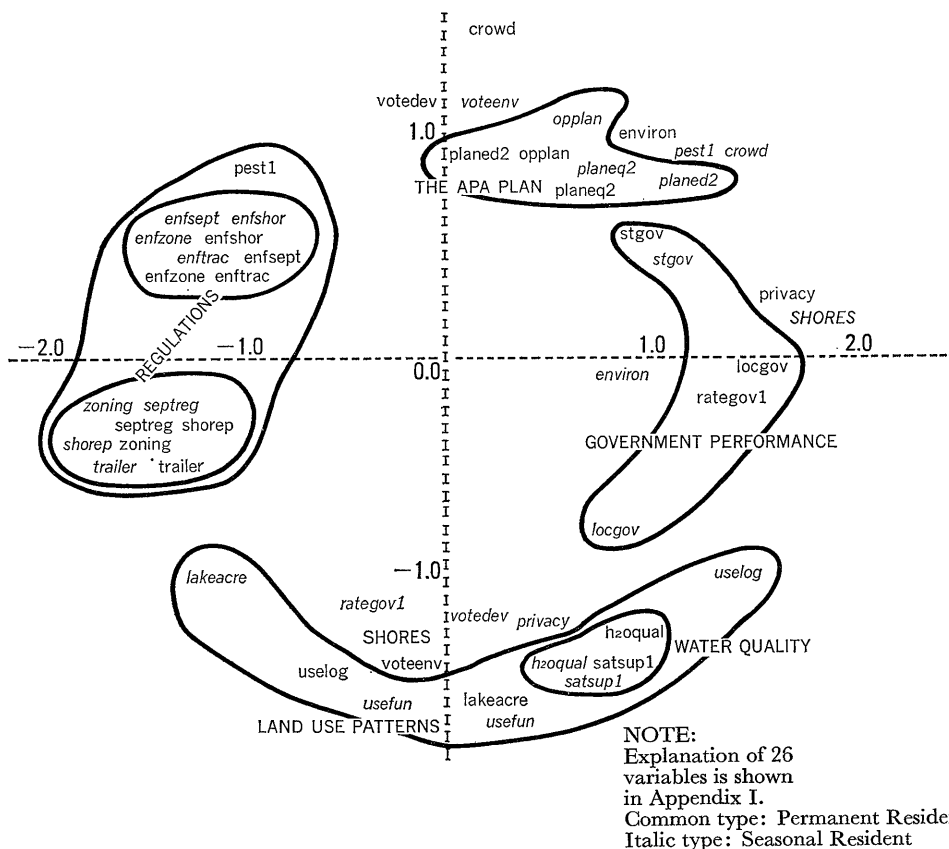 crowd
votedev voteenv
1.0
opplan
environ
pest1 crowd
planed2 opplan
planeq2
planed2
THE APA PLAN planeq2
pest1
enfsept enfshor
enfzone enfshor
enftrac enfsept
enfzone enftrac
REGULATIONS
stgov
stgov
privacy
SHORES
-2.0
-1.0
0.0
1.0
2.0
environ
locgov
rategov1
GOVERNMENT PERFORMANCE
locgov
zoning septreg
septreg shorep
shorep zoning
trailer trailer
-1.0
lakeacre
uselog
rategov1
votedev privacy
SHORES
h2oqual
WATER QUALITY
uselog
voteenv
h2oqual satsup1
satsup1
usefun
lakeacre
usefun
LAND USE PATTERNS
NOTE:
Explanation of 26
variables is shown
in Appendix I.
Common type: Permanent Reside
Italic type: Seasonal Resident